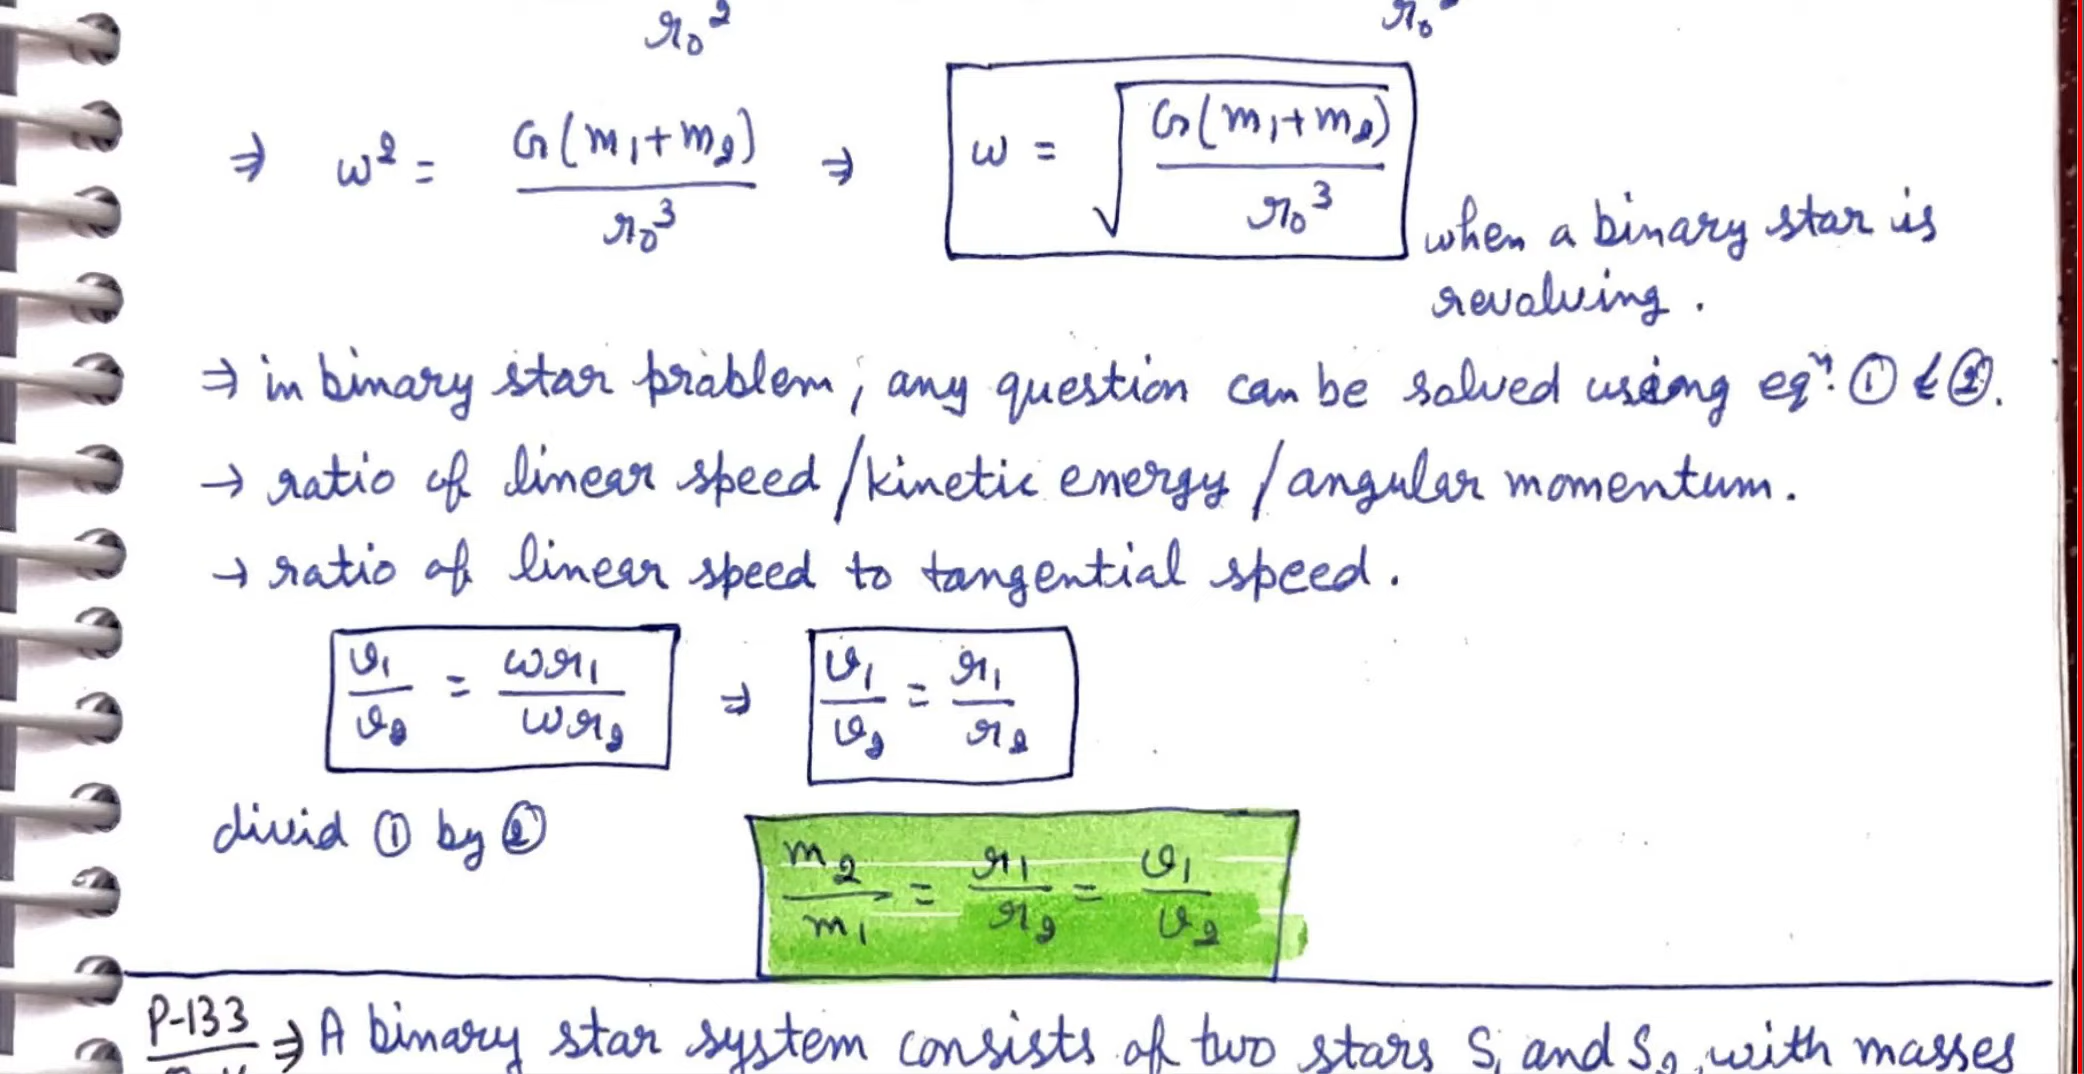 r₀² r₀
⇒ ω² = G(m₁+m₂)/r₀³ ⇒ ω = √(G(m₁+m₂)/r₀³) when a binary star is
revolving.
⇒ in binary star problem, any question can be solved using eqⁿ. ① & ②.
→ ratio of linear speed / kinetic energy / angular momentum.
→ ratio of linear speed to tangential speed.
v₁/v₂ = ωr₁/ωr₂ ⇒ v₁/v₂ = r₁/r₂
divid ① by ②
m₂/m₁ = r₁/r₂ = v₁/v₂
P-133 ⇒ A binary star system consists of two stars S₁ and S₂, with masses